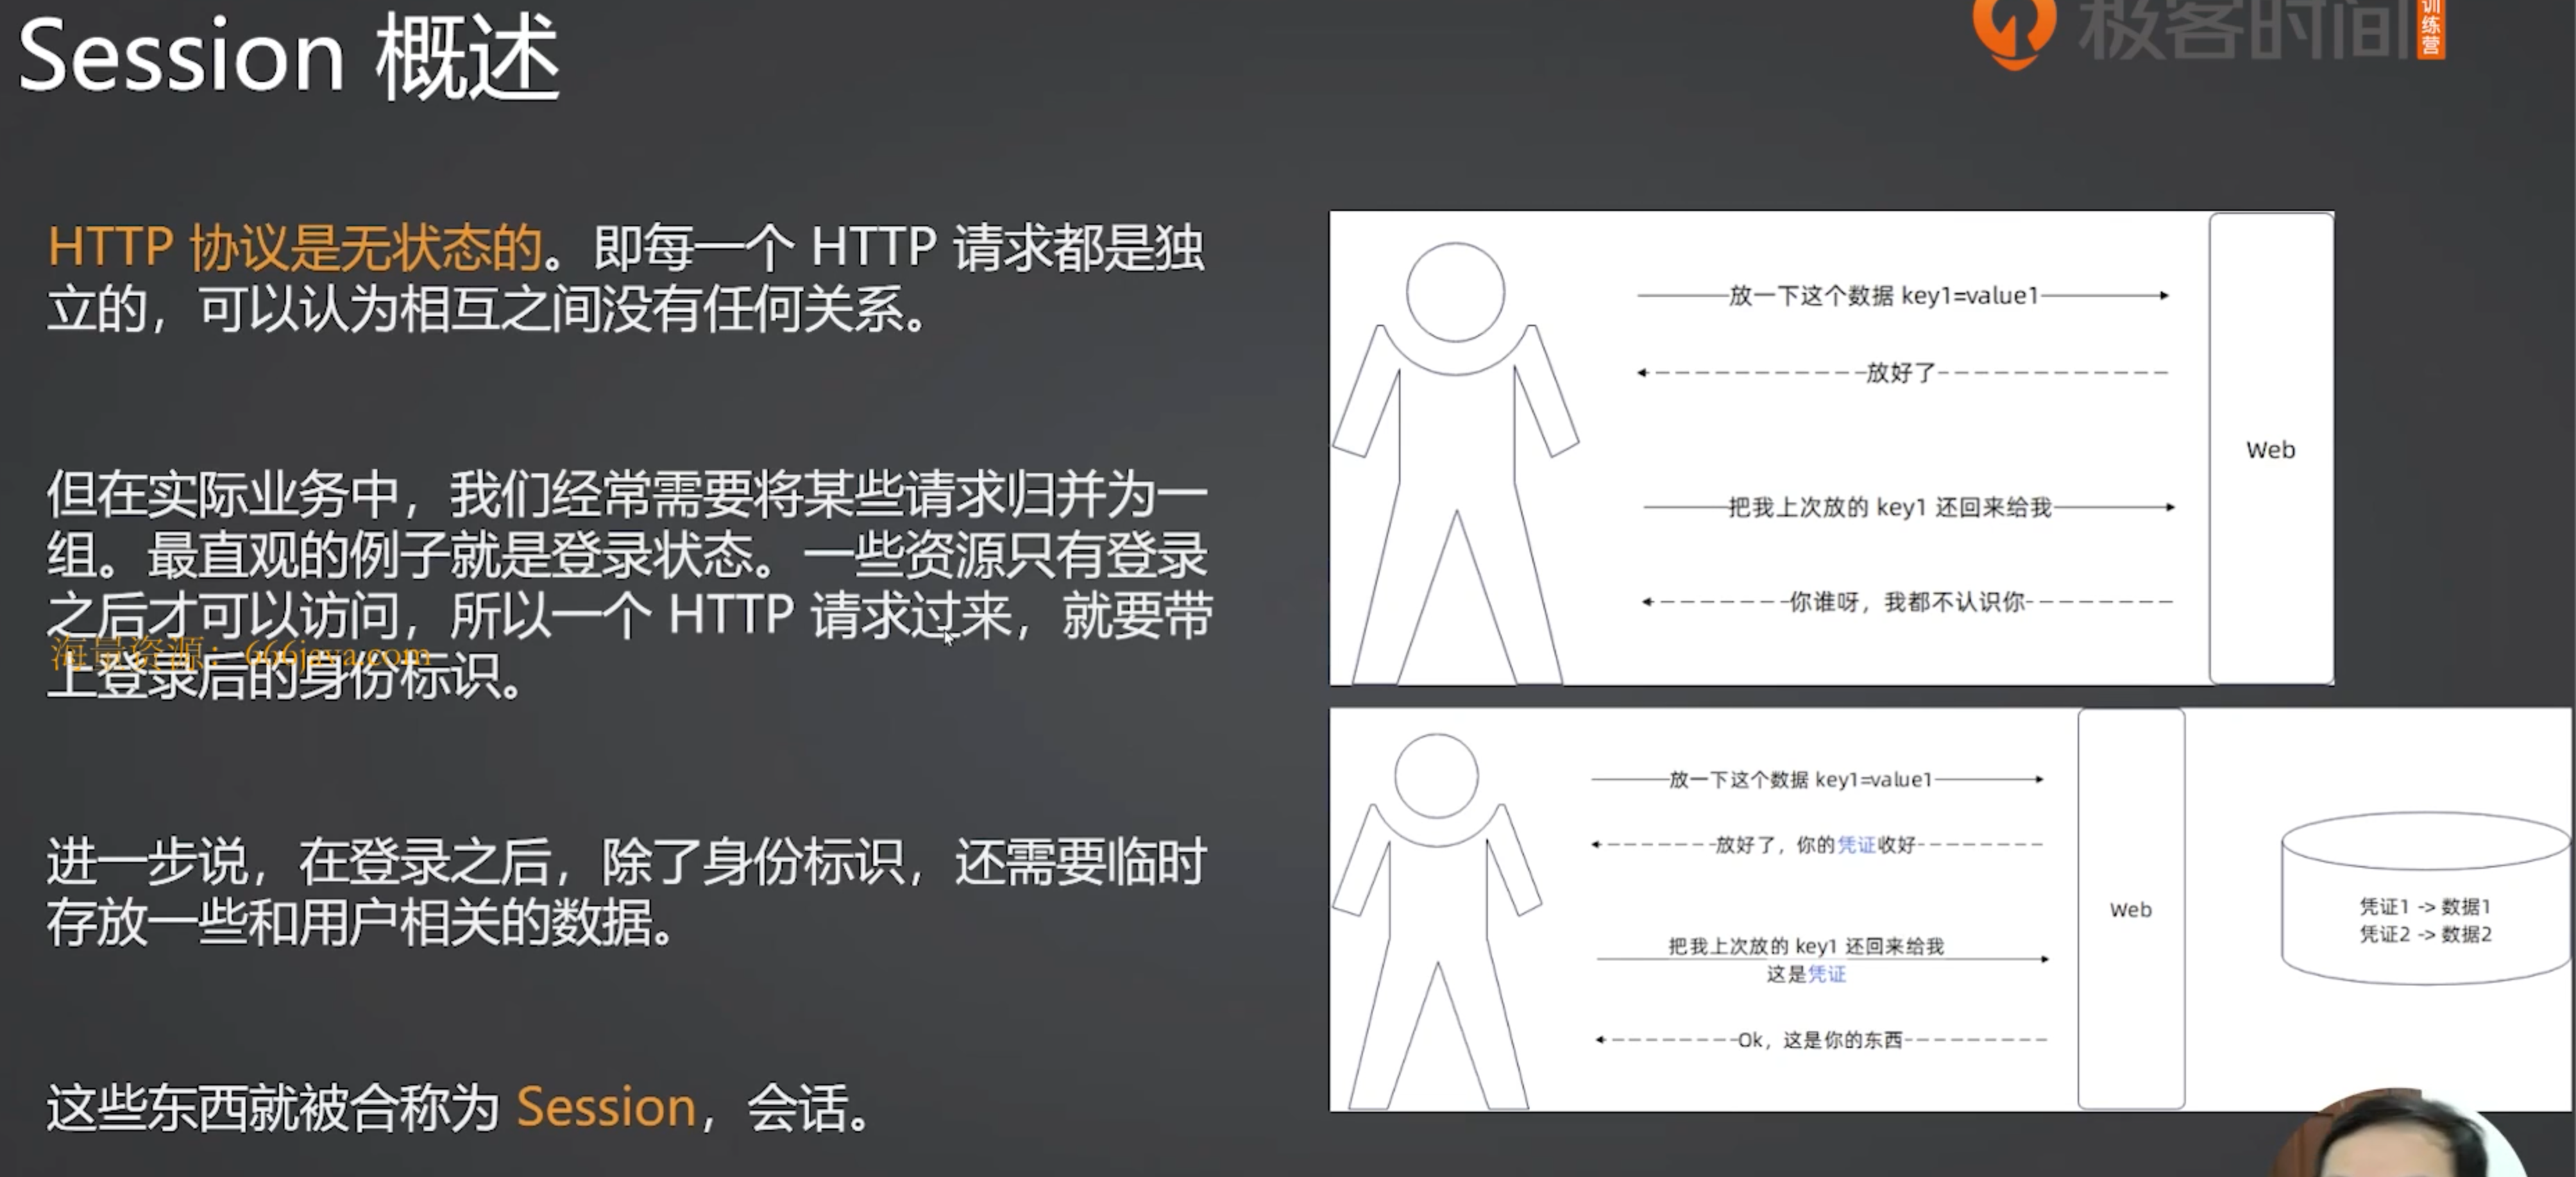 Session 概述
极客时间
训练营
HTTP 协议是无状态的。即每一个 HTTP 请求都是独
立的，可以认为相互之间没有任何关系。
但在实际业务中，我们经常需要将某些请求归并为一
组。最直观的例子就是登录状态。一些资源只有登录
之后才可以访问，所以一个 HTTP 请求过来，就要带
海量资源：666java.com
上登录后的身份标识。
进一步说，在登录之后，除了身份标识，还需要临时
存放一些和用户相关的数据。
这些东西就被合称为 Session，会话。
放一下这个数据 key1=value1
放好了
Web
把我上次放的 key1 还回来给我
你谁呀，我都不认识你
放一下这个数据 key1=value1
放好了，你的凭证收好
Web
凭证1 -> 数据1
凭证2 -> 数据2
把我上次放的 key1 还回来给我
这是凭证
Ok，这是你的东西